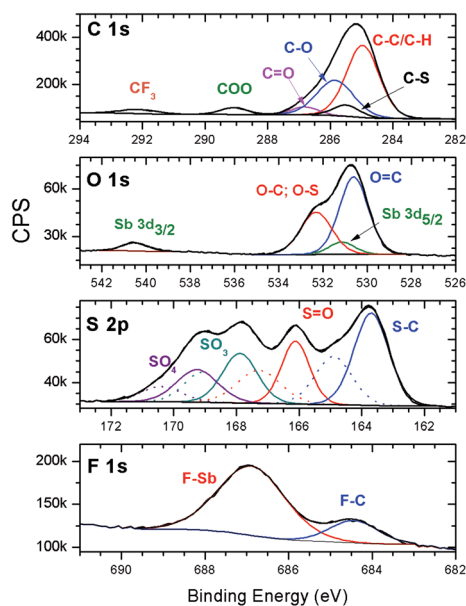 C 1s
C-C/C-H
C-O
C=O
C-S
CF3
COO
400k
200k
294 292 290 288 286 284 282
O 1s
O=C
O-C; O-S
Sb 3d3/2
Sb 3d5/2
60k
30k
542 540 538 536 534 532 530 528 526
CPS
S 2p
S=O
S-C
SO3
SO4
60k
40k
172 170 168 166 164 162
F 1s
F-Sb
F-C
200k
150k
100k
690 688 686 684 682
Binding Energy (eV)